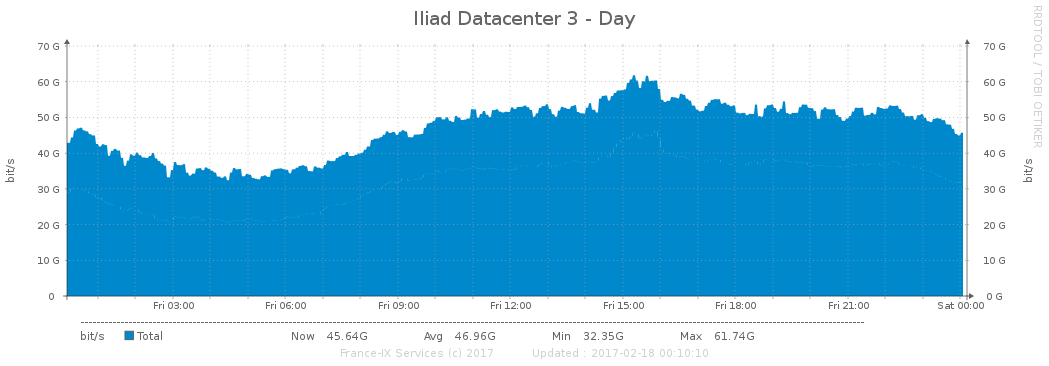 Iliad Datacenter 3 - Day
RRDTOOL / TOBI OETIKER
70 G 70 G
60 G 60 G
50 G 50 G
40 G 40 G
30 G 30 G
20 G 20 G
10 G 10 G
0 0 G
bit/s bit/s
Fri 03:00 Fri 06:00 Fri 09:00 Fri 12:00 Fri 15:00 Fri 18:00 Fri 21:00 Sat 00:00
bit/s Total Now 45.64G Avg 46.96G Min 32.35G Max 61.74G
France-IX Services (c) 2017 Updated : 2017-02-18 00:10:10